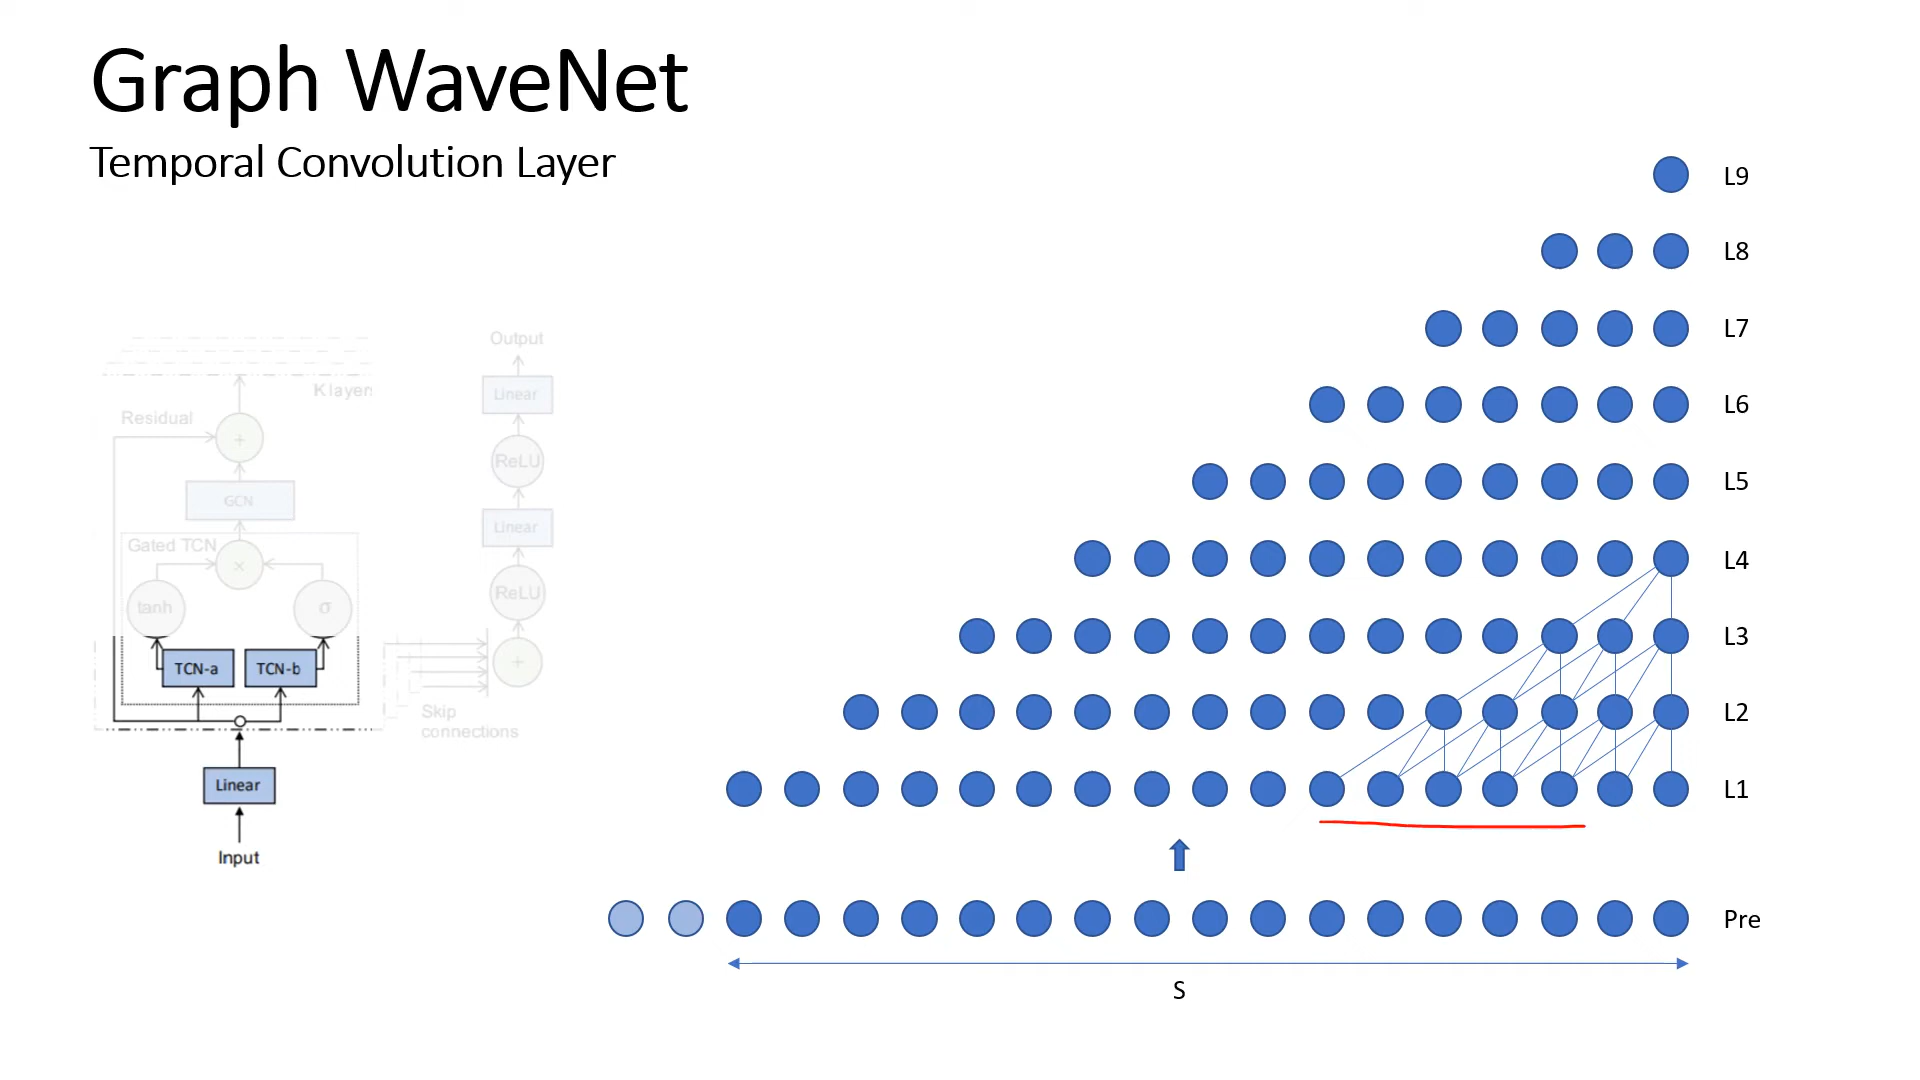 Graph WaveNet
Temporal Convolution Layer
L9
L8
L7
L6
L5
L4
L3
L2
L1
Pre
S
Output
Linear
ReLU
Linear
ReLU
+
Skip
connections
K layers
Residual
+
GCN
Gated TCN
×
tanh
σ
TCN-a
TCN-b
Linear
Input